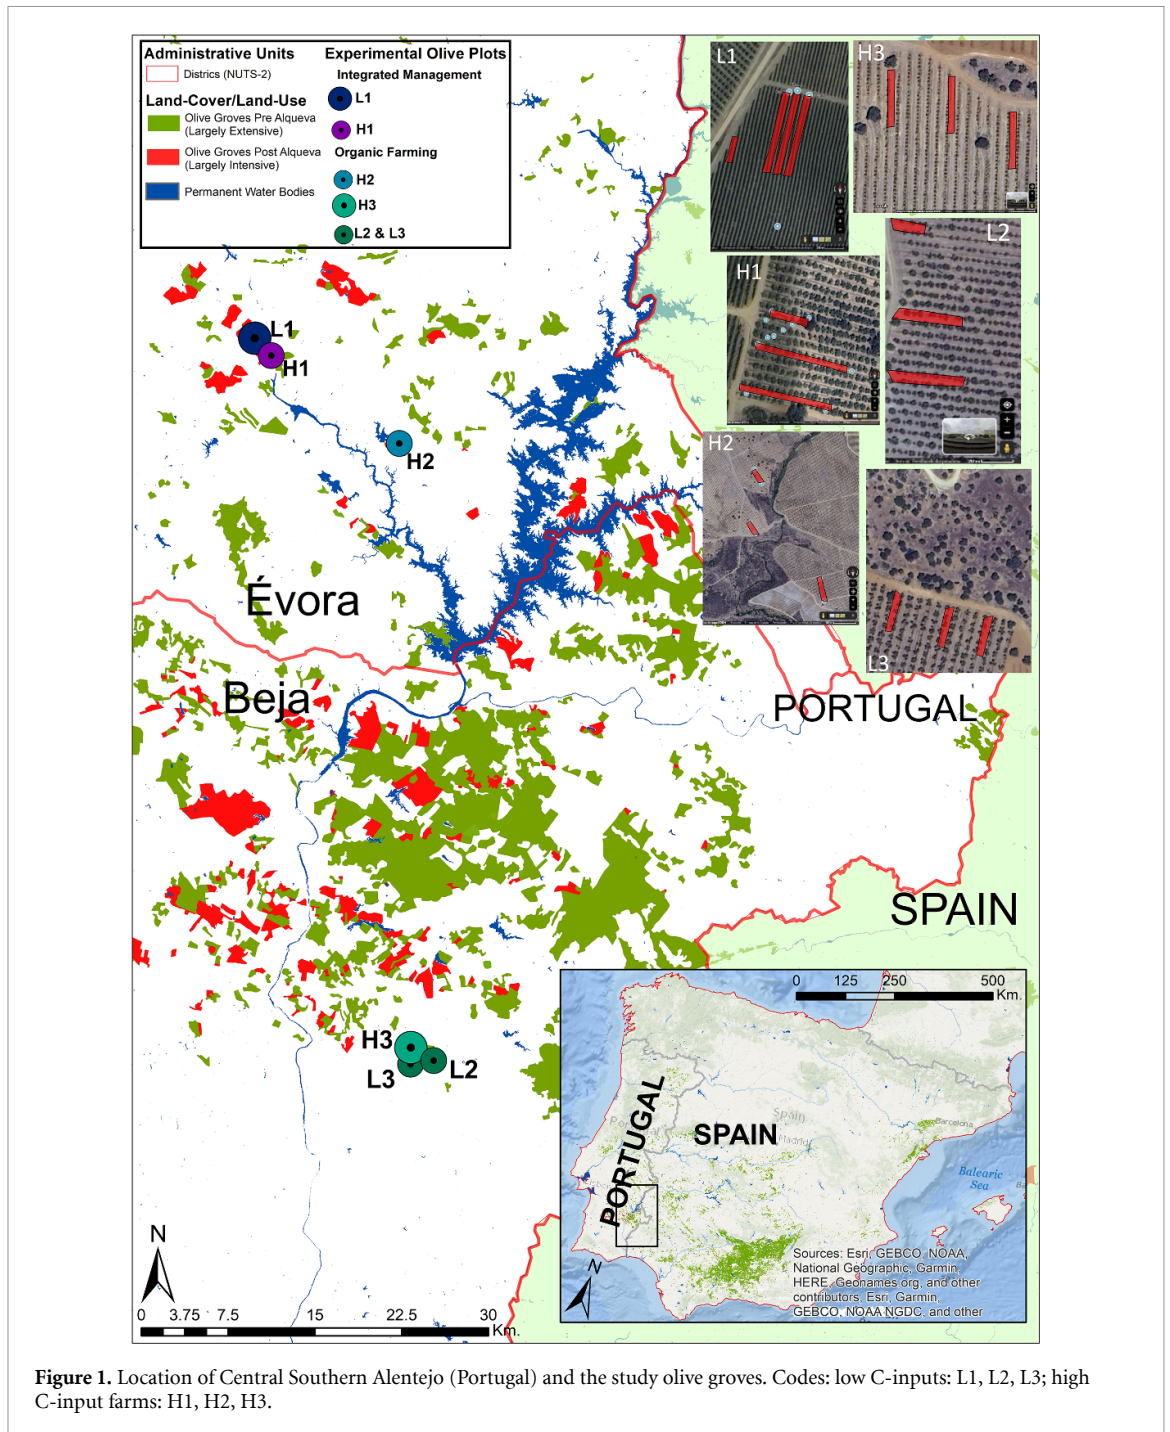 Administrative Units
Districs (NUTS-2)
Land-Cover/Land-Use
Olive Groves Pre Alqueva
(Largely Extensive)
Olive Groves Post Alqueva
(Largely Intensive)
Permanent Water Bodies
Experimental Olive Plots
Integrated Management
L1
H1
Organic Farming
H2
H3
L2 & L3
L1
H3
H1
L2
H2
L3
L1
H1
H2
Évora
Beja
PORTUGAL
SPAIN
H3
L3
L2
N
0 3.75 7.5 15 22.5 30
Km.
0 125 250 500
Km.
PORTUGAL
SPAIN
Spain
Madrid
Barcelona
Balearic
Sea
N
Sources: Esri, GEBCO, NOAA,
National Geographic, Garmin,
HERE, Geonames.org, and other
contributors, Esri, Garmin,
GEBCO, NOAA NGDC, and other
Figure 1. Location of Central Southern Alentejo (Portugal) and the study olive groves. Codes: low C-inputs: L1, L2, L3; high
C-input farms: H1, H2, H3.